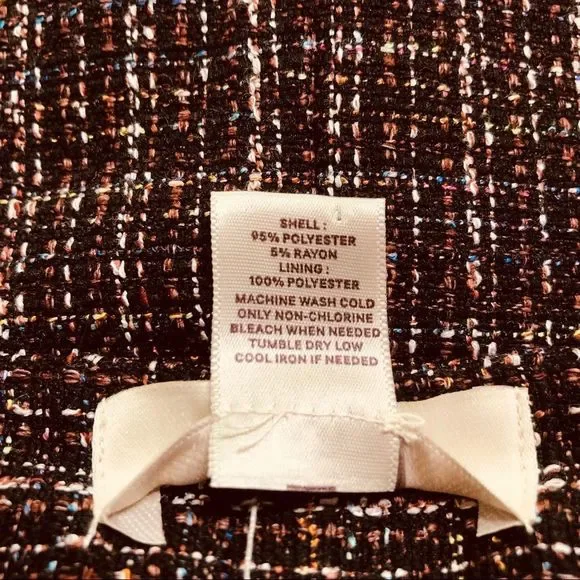 SHELL :
95% POLYESTER
5% RAYON
LINING :
100% POLYESTER
MACHINE WASH COLD
ONLY NON-CHLORINE
BLEACH WHEN NEEDED
TUMBLE DRY LOW
COOL IRON IF NEEDED